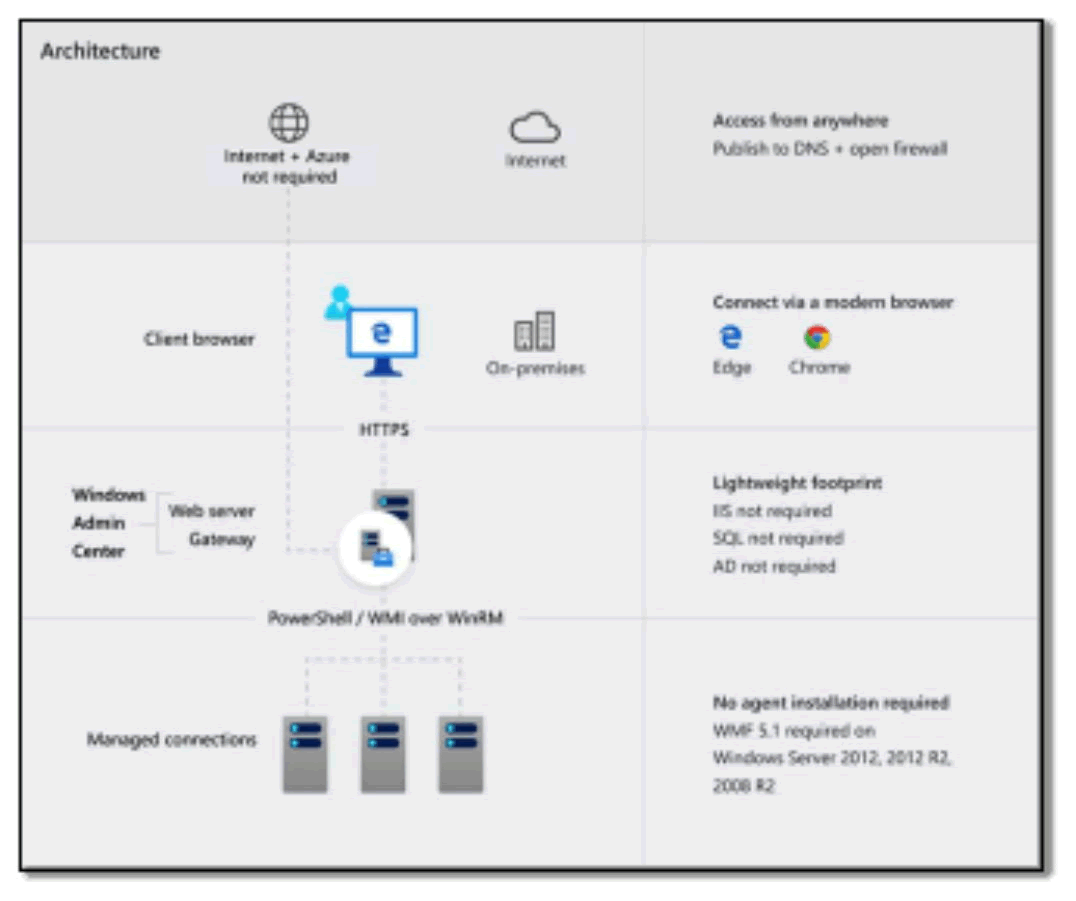 Architecture
Internet + Azure
not required
Internet
Access from anywhere
Publish to DNS + open firewall
Client browser
On-premises
Connect via a modern browser
Edge
Chrome
HTTPS
Windows
Admin
Center
Web server
Gateway
Lightweight footprint
IIS not required
SQL not required
AD not required
PowerShell / WMI over WinRM
Managed connections
No agent installation required
WMF 5.1 required on
Windows Server 2012, 2012 R2,
2008 R2